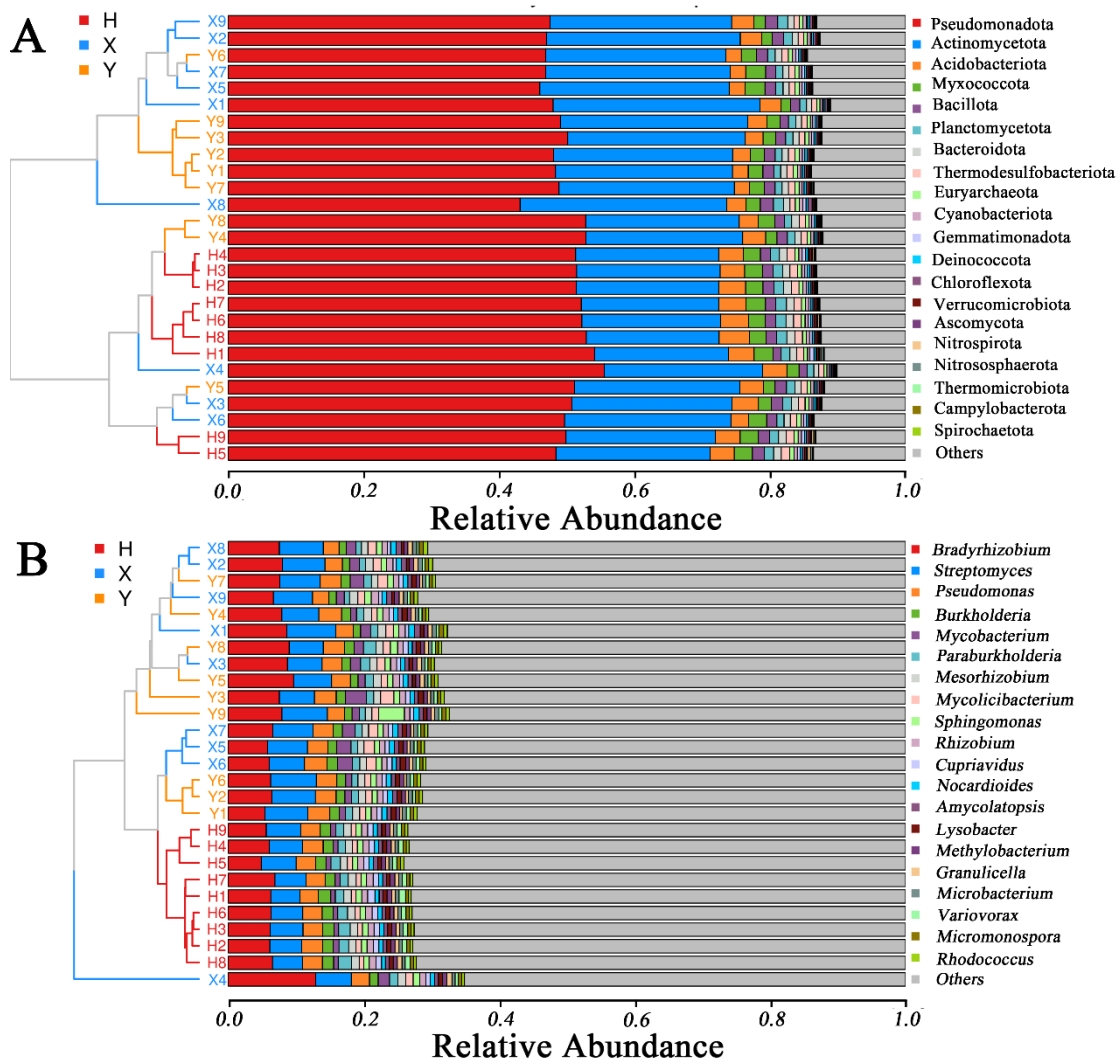 A
H
X
Y
X9
X2
Y6
X7
X5
X1
Y9
Y3
Y2
Y1
Y7
X8
Y8
Y4
H4
H3
H2
H7
H6
H8
H1
X4
Y5
X3
X6
H9
H5
Pseudomonadota
Actinomycetota
Acidobacteriota
Myxococcota
Bacillota
Planctomycetota
Bacteroidota
Thermodesulfobacteriota
Euryarchaeota
Cyanobacteriota
Gemmatimonadota
Deinococcota
Chloroflexota
Verrucomicrobiota
Ascomycota
Nitrospirota
Nitrososphaerota
Thermomicrobiota
Campylobacterota
Spirochaetota
Others
0.0 0.2 0.4 0.6 0.8 1.0
Relative Abundance
B
H
X
Y
X8
X2
Y7
X9
Y4
X1
Y8
X3
Y5
Y3
Y9
X7
X5
X6
Y6
Y2
Y1
H9
H4
H5
H7
H1
H6
H3
H2
H8
X4
Bradyrhizobium
Streptomyces
Pseudomonas
Burkholderia
Mycobacterium
Paraburkholderia
Mesorhizobium
Mycolicibacterium
Sphingomonas
Rhizobium
Cupriavidus
Nocardioides
Amycolatopsis
Lysobacter
Methylobacterium
Granulicella
Microbacterium
Variovorax
Micromonospora
Rhodococcus
Others
0.0 0.2 0.4 0.6 0.8 1.0
Relative Abundance